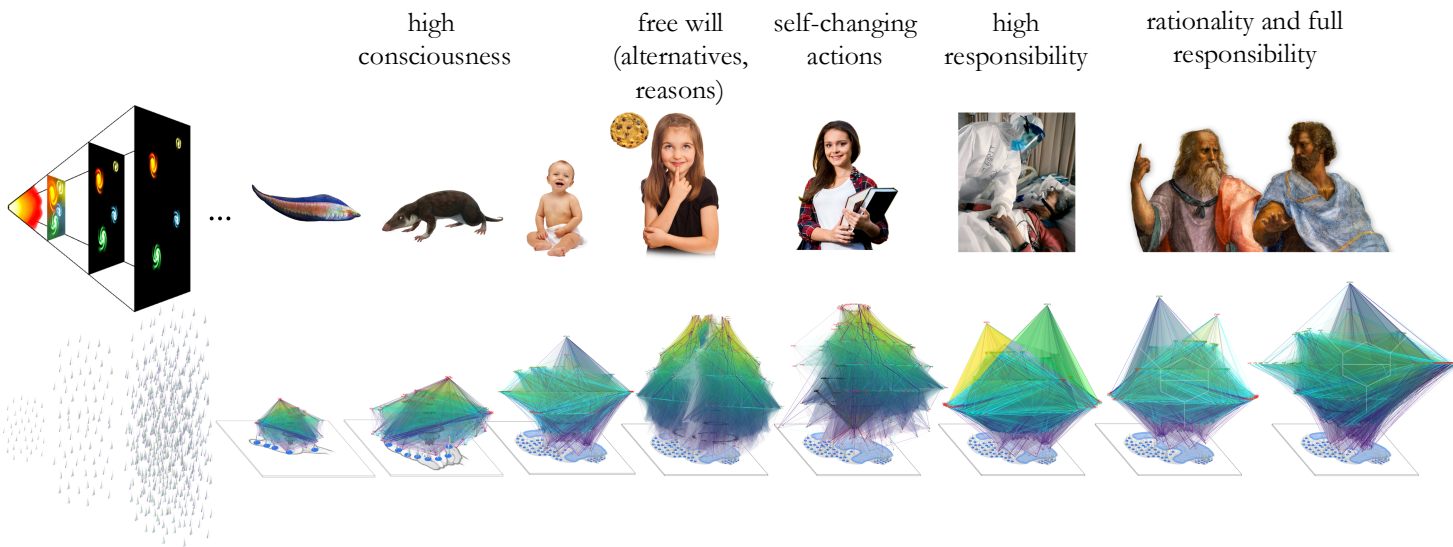 high
consciousness
free will
(alternatives,
reasons)
self-changing
actions
high
responsibility
rationality and full
responsibility
...